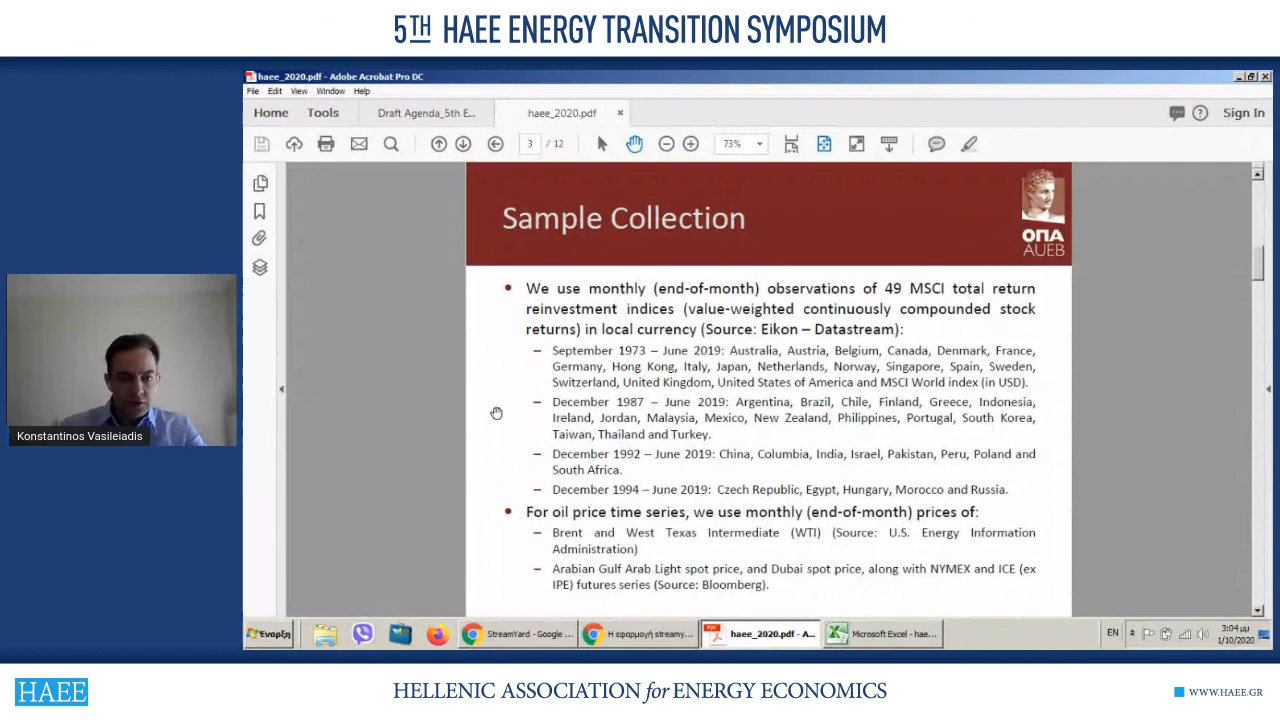 5TH HAEE ENERGY TRANSITION SYMPOSIUM
haee_2020.pdf - Adobe Acrobat Pro DC
File Edit View Window Help
Home Tools Draft Agenda_5th E... haee_2020.pdf × Sign In
3 / 12 73%
Sample Collection
ΟΠΑ
AUEB
• We use monthly (end-of-month) observations of 49 MSCI total return
reinvestment indices (value-weighted continuously compounded stock
returns) in local currency (Source: Eikon – Datastream):
– September 1973 – June 2019: Australia, Austria, Belgium, Canada, Denmark, France,
Germany, Hong Kong, Italy, Japan, Netherlands, Norway, Singapore, Spain, Sweden,
Switzerland, United Kingdom, United States of America and MSCI World index (in USD).
– December 1987 – June 2019: Argentina, Brazil, Chile, Finland, Greece, Indonesia,
Ireland, Jordan, Malaysia, Mexico, New Zealand, Philippines, Portugal, South Korea,
Taiwan, Thailand and Turkey.
– December 1992 – June 2019: China, Columbia, India, Israel, Pakistan, Peru, Poland and
South Africa.
– December 1994 – June 2019: Czech Republic, Egypt, Hungary, Morocco and Russia.
• For oil price time series, we use monthly (end-of-month) prices of:
– Brent and West Texas Intermediate (WTI) (Source: U.S. Energy Information
Administration)
– Arabian Gulf Arab Light spot price, and Dubai spot price, along with NYMEX and ICE (ex
IPE) futures series (Source: Bloomberg).
Konstantinos Vasileiadis
Έναρξη StreamYard - Google ... Η εφαρμογή streamy... haee_2020.pdf - A... Microsoft Excel - hae... EN 3:04 μμ
1/10/2020
HAEE HELLENIC ASSOCIATION for ENERGY ECONOMICS WWW.HAEE.GR